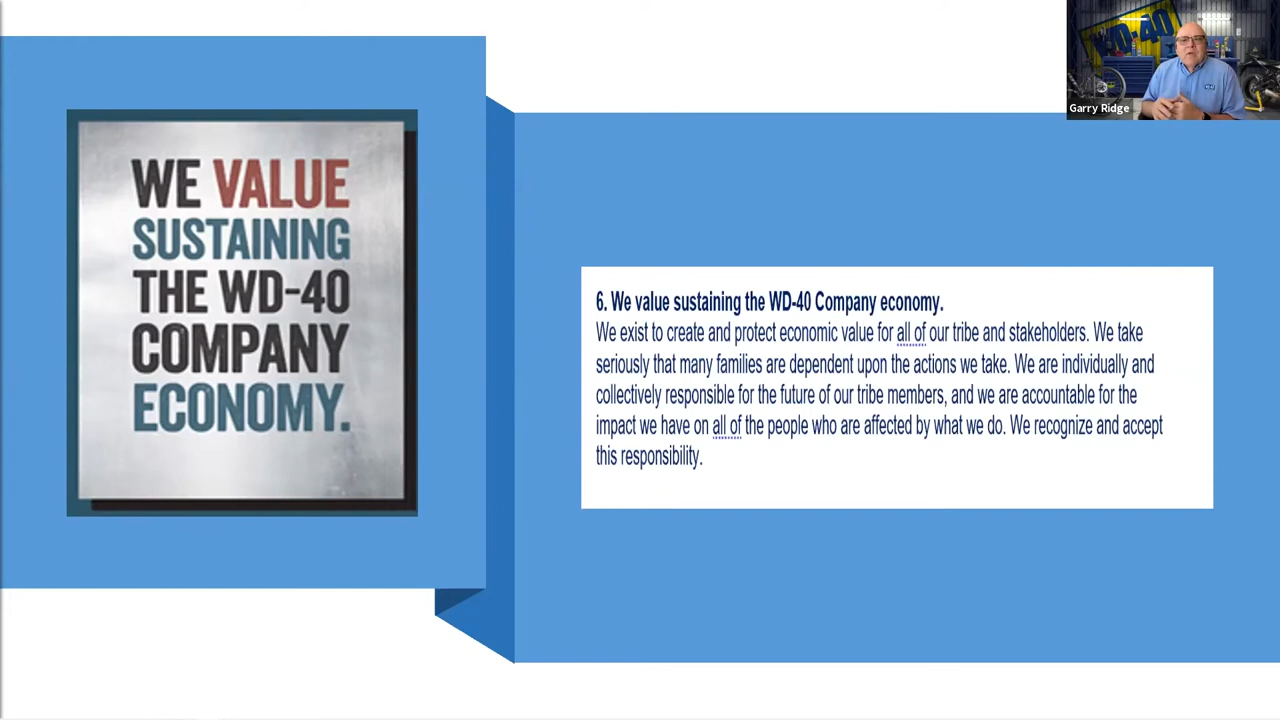 WE VALUE
SUSTAINING
THE WD-40
COMPANY
ECONOMY.
6. We value sustaining the WD-40 Company economy.
We exist to create and protect economic value for all of our tribe and stakeholders. We take
seriously that many families are dependent upon the actions we take. We are individually and
collectively responsible for the future of our tribe members, and we are accountable for the
impact we have on all of the people who are affected by what we do. We recognize and accept
this responsibility.
WD-40
Garry Ridge